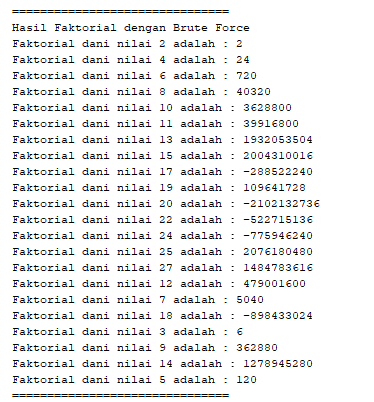 ===============================
Hasil Faktorial dengan Brute Force
Faktorial dani nilai 2 adalah : 2
Faktorial dani nilai 4 adalah : 24
Faktorial dani nilai 6 adalah : 720
Faktorial dani nilai 8 adalah : 40320
Faktorial dani nilai 10 adalah : 3628800
Faktorial dani nilai 11 adalah : 39916800
Faktorial dani nilai 13 adalah : 1932053504
Faktorial dani nilai 15 adalah : 2004310016
Faktorial dani nilai 17 adalah : -288522240
Faktorial dani nilai 19 adalah : 109641728
Faktorial dani nilai 20 adalah : -2102132736
Faktorial dani nilai 22 adalah : -522715136
Faktorial dani nilai 24 adalah : -775946240
Faktorial dani nilai 25 adalah : 2076180480
Faktorial dani nilai 27 adalah : 1484783616
Faktorial dani nilai 12 adalah : 479001600
Faktorial dani nilai 7 adalah : 5040
Faktorial dani nilai 18 adalah : -898433024
Faktorial dani nilai 3 adalah : 6
Faktorial dani nilai 9 adalah : 362880
Faktorial dani nilai 14 adalah : 1278945280
Faktorial dani nilai 5 adalah : 120
===============================